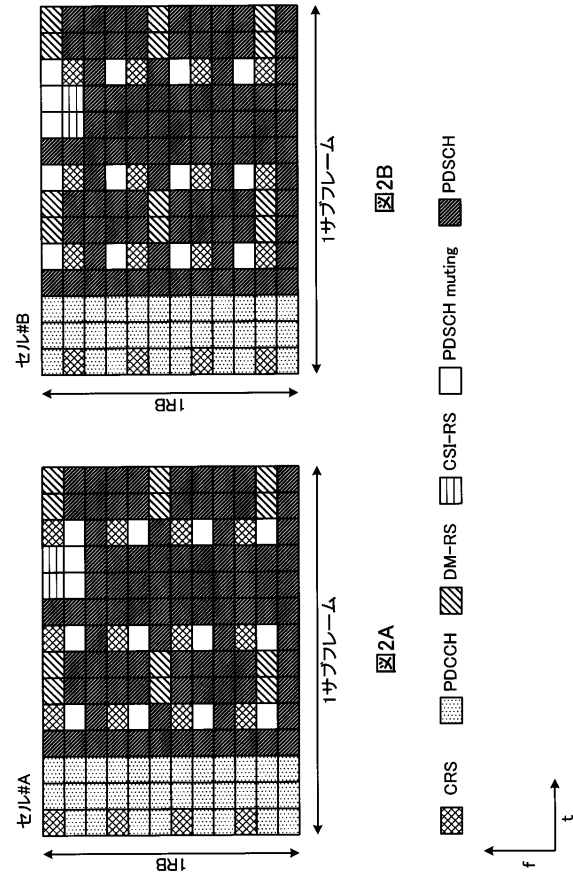 セル#A
1RB
1サブフレーム
図2A
セル#B
1RB
1サブフレーム
図2B
CRS
PDCCH
DM-RS
CSI-RS
PDSCH muting
PDSCH
f
t